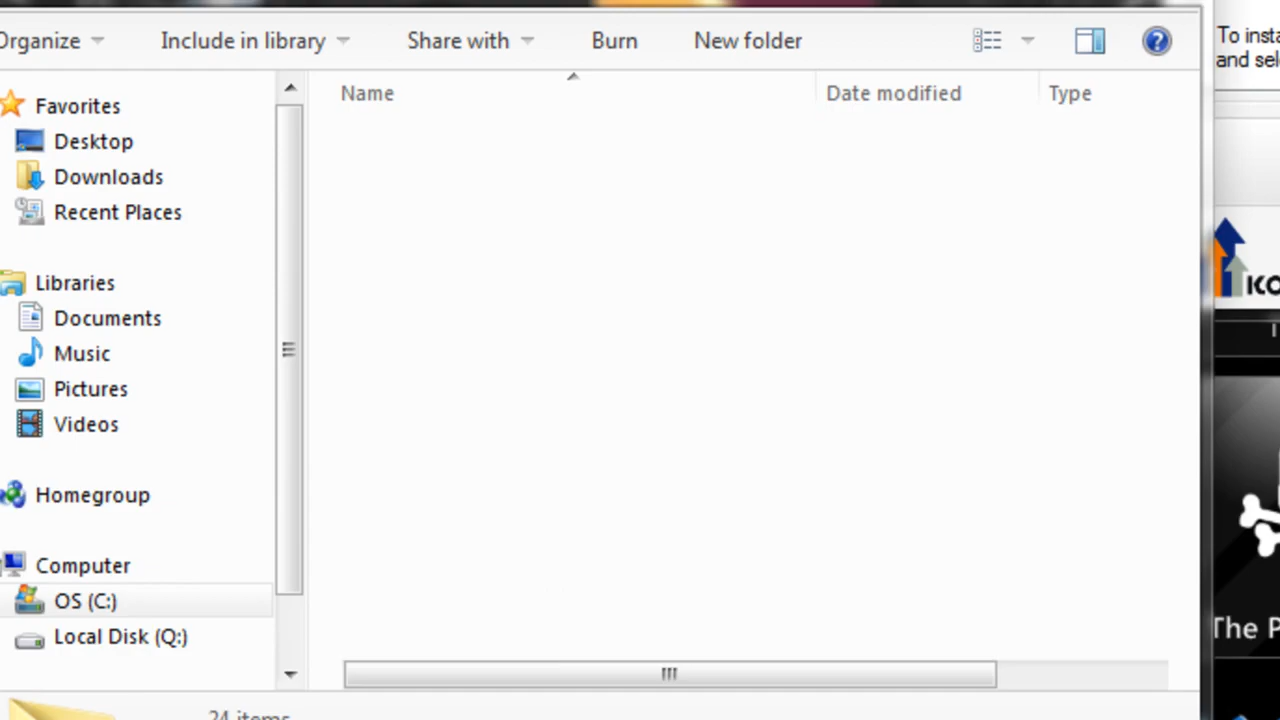 Organize Include in library Share with Burn New folder
To insta
and sel
Name Date modified Type
Favorites
Desktop
Downloads
Recent Places
Libraries
Documents
Music
Pictures
Videos
Homegroup
Computer
OS (C:)
Local Disk (Q:)
24 items
KO
The P